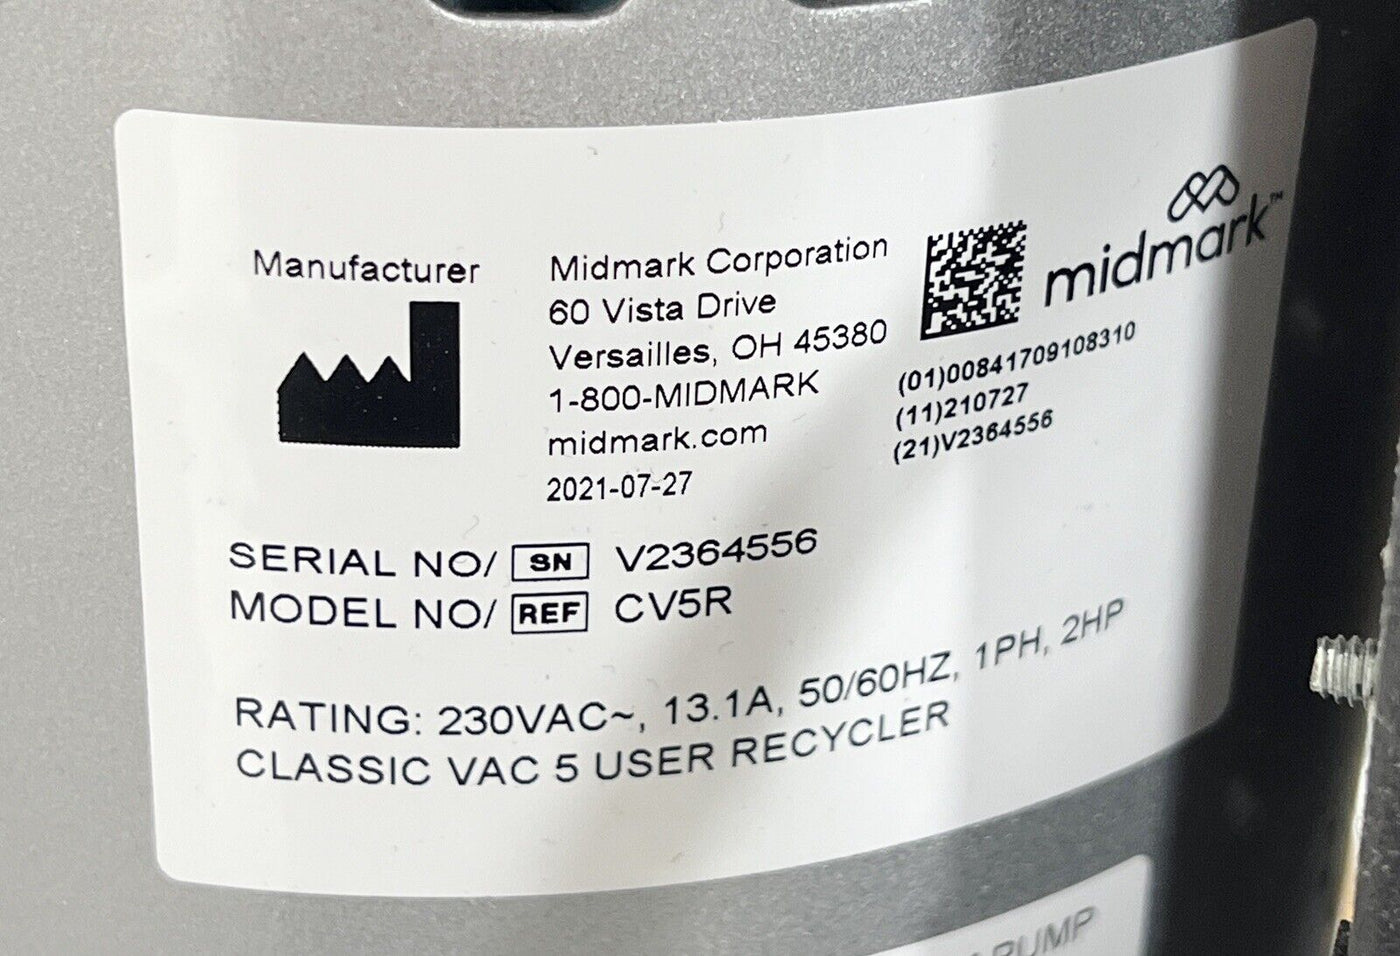 Manufacturer
Midmark Corporation
60 Vista Drive
Versailles, OH 45380
1-800-MIDMARK
midmark.com
2021-07-27
midmark™
(01)00841709108310
(11)210727
(21)V2364556
SERIAL NO/ SN V2364556
MODEL NO/ REF CV5R
RATING: 230VAC~, 13.1A, 50/60HZ, 1PH, 2HP
CLASSIC VAC 5 USER RECYCLER
PUMP